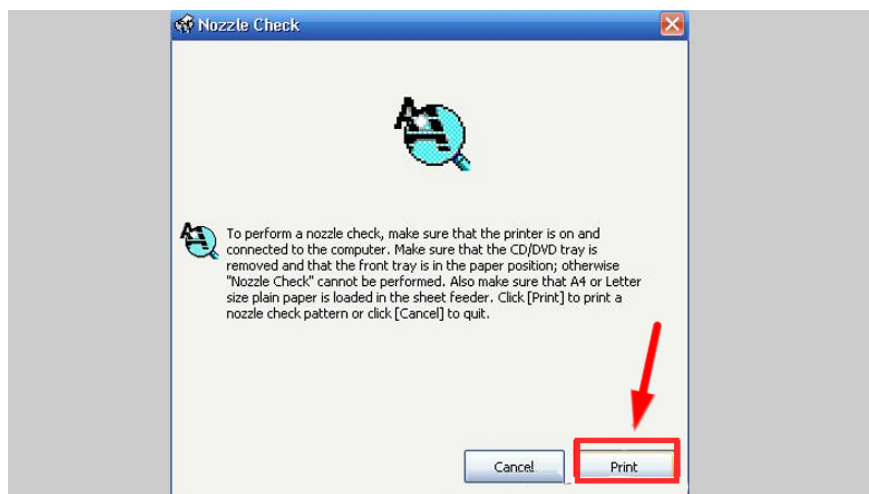 Nozzle Check
To perform a nozzle check, make sure that the printer is on and
connected to the computer. Make sure that the CD/DVD tray is
removed and that the front tray is in the paper position; otherwise
"Nozzle Check" cannot be performed. Also make sure that A4 or Letter
size plain paper is loaded in the sheet feeder. Click [Print] to print a
nozzle check pattern or click [Cancel] to quit.
Cancel Print